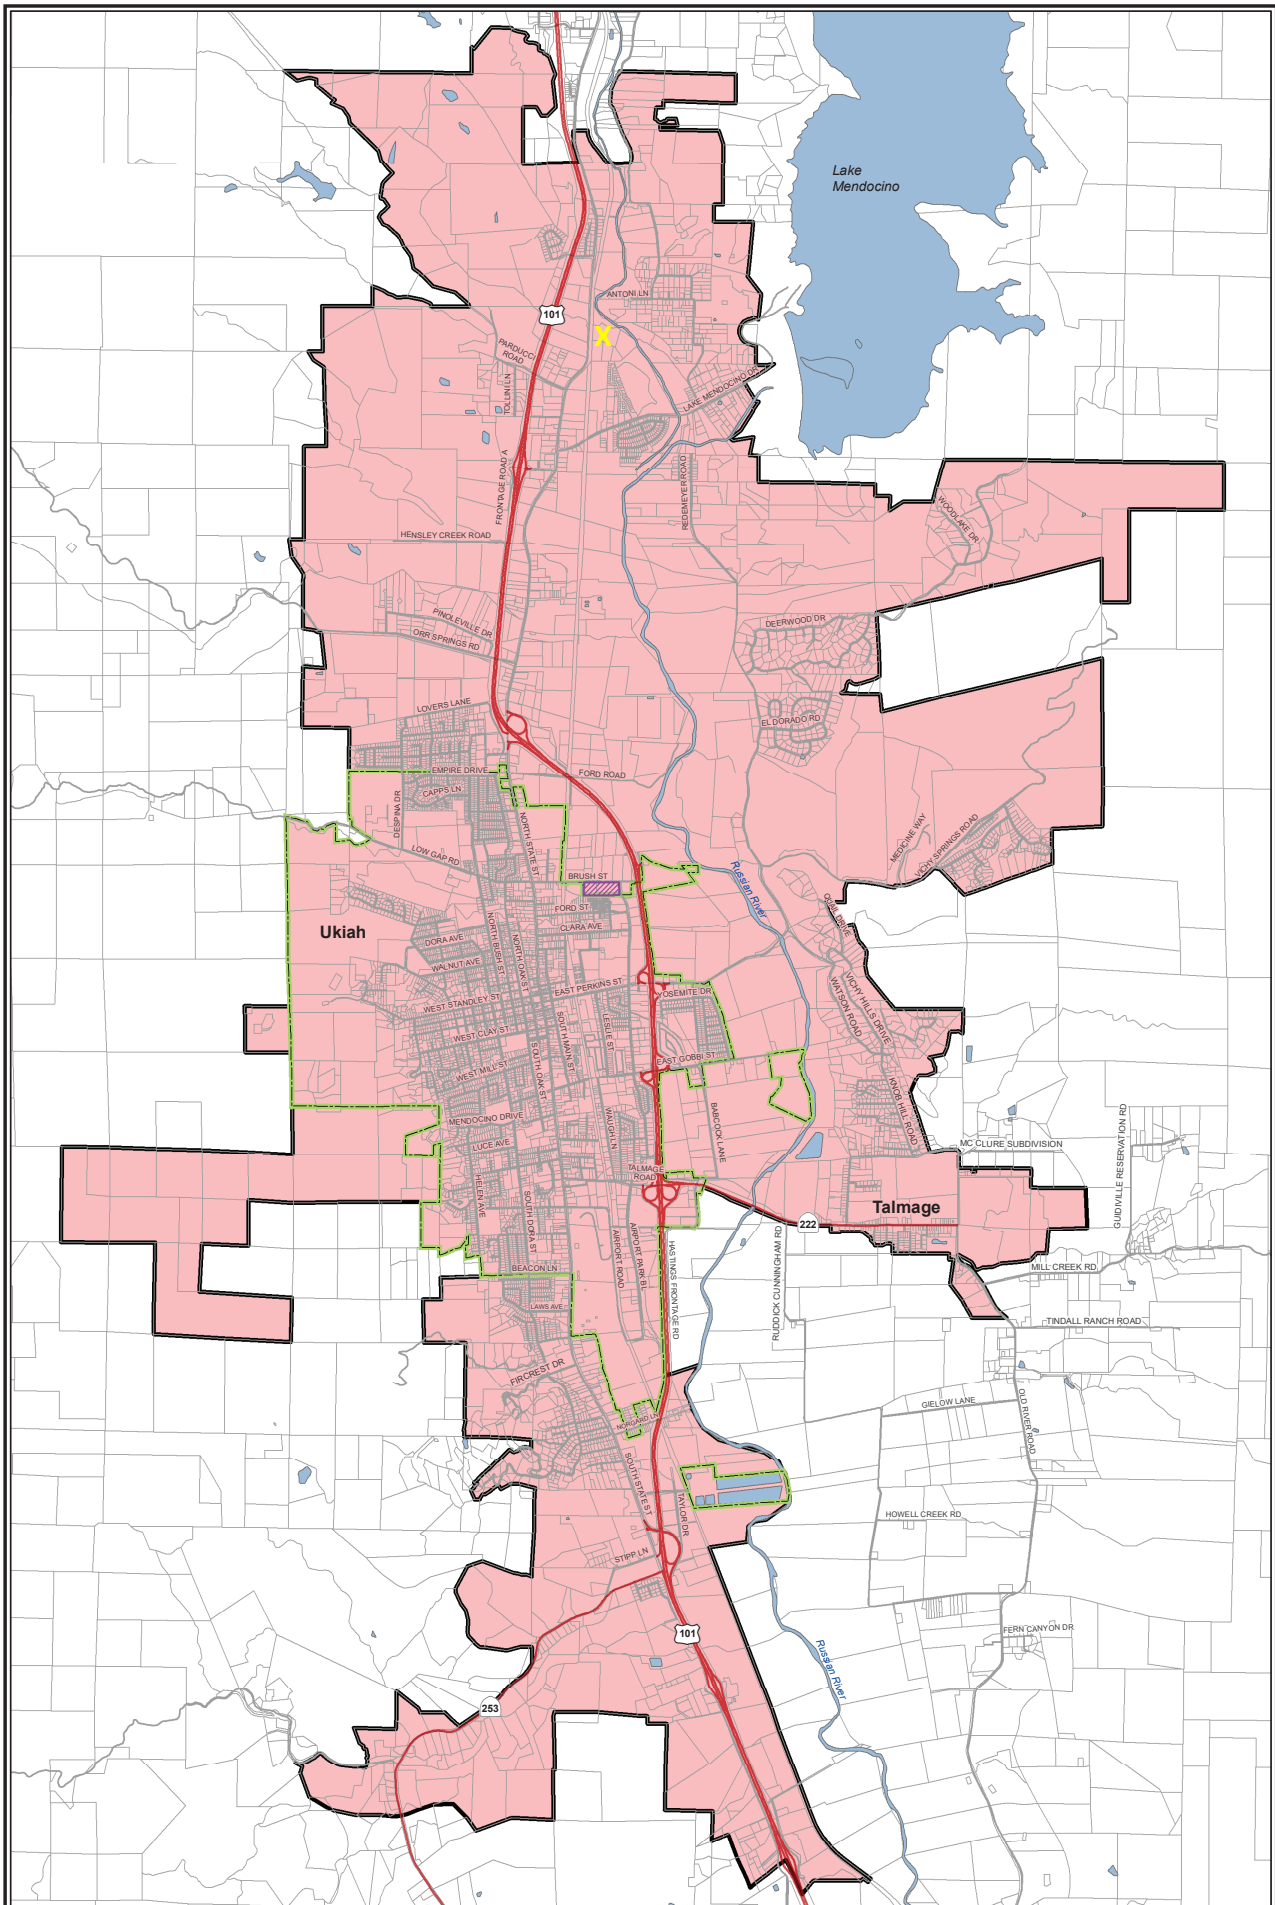 Lake
Mendocino
ANTONI LN
101
X
PARDUCCI
ROAD
TOLLINI LN
LAKE MENDOCINO DR
FRONTAGE ROAD A
REDEMEYER ROAD
WOODLAKE DR
HENSLEY CREEK ROAD
PINOLEVILLE DR
ORR SPRINGS RD
DEERWOOD DR
LOVERS LANE
EL DORADO RD
EMPIRE DRIVE
FORD ROAD
CAPPS LN
DESPINA DR
NORTH STATE ST
LOW GAP RD
MEDICINE WAY
VICHY SPRINGS ROAD
BRUSH ST
Russian River
FORD ST
CLARA AVE
QUAIL DRIVE
Ukiah
DORA AVE
NORTH BUSH ST
NORTH OAK ST
WALNUT AVE
EAST PERKINS ST
YOSEMITE DR
WEST STANDLEY ST
VICHY HILLS DRIVE
WATSON ROAD
WEST CLAY ST
SOUTH MAIN ST
LESLIE ST
SOUTH OAK ST
EAST GOBBI ST
WEST MILL ST
KNOB HILL ROAD
BABCOCK LANE
MENDOCINO DRIVE
WAUGH LN
LUCE AVE
MC CLURE SUBDIVISION
GUIDIVILLE RESERVATION RD
TALMAGE
ROAD
HELEN AVE
SOUTH DORA ST
Talmage
222
AIRPORT ROAD
AIRPORT PARK BL
HASTINGS FRONTAGE RD
RUDDICK CUNNINGHAM RD
BEACON LN
MILL CREEK RD
LAWS AVE
TINDALL RANCH ROAD
FIRCREST DR
GIELOW LANE
OLD RIVER ROAD
NORGARD LN
SOUTH STATE ST
TAYLOR DR
HOWELL CREEK RD
STIPP LN
101
FERN CANYON DR
Russian River
253